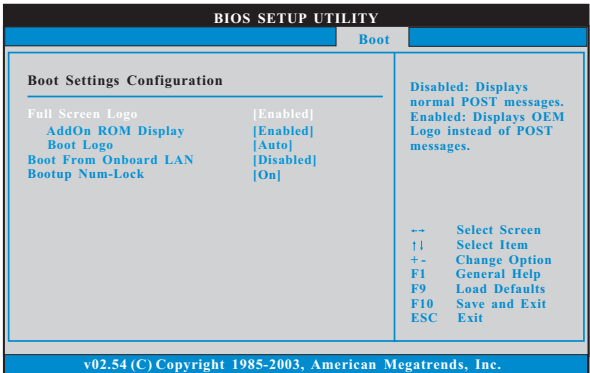 BIOS SETUP UTILITY
Boot
Boot Settings Configuration
Full Screen Logo [Enabled]
AddOn ROM Display [Enabled]
Boot Logo [Auto]
Boot From Onboard LAN [Disabled]
Bootup Num-Lock [On]
Disabled: Displays
normal POST messages.
Enabled: Displays OEM
Logo instead of POST
messages.
←→ Select Screen
↑↓ Select Item
+- Change Option
F1 General Help
F9 Load Defaults
F10 Save and Exit
ESC Exit
v02.54 (C) Copyright 1985-2003, American Megatrends, Inc.